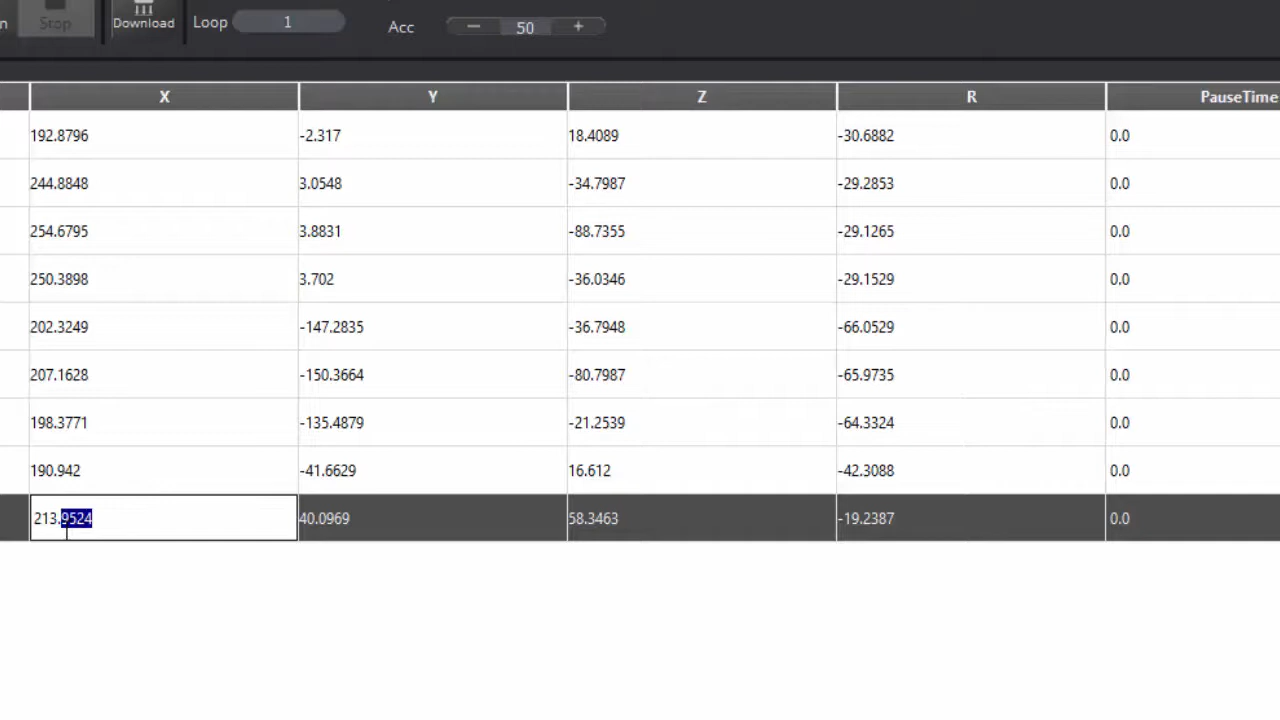 n Stop Download Loop 1
Acc − 50 +
X Y Z R PauseTime
192.8796 -2.317 18.4089 -30.6882 0.0
244.8848 3.0548 -34.7987 -29.2853 0.0
254.6795 3.8831 -88.7355 -29.1265 0.0
250.3898 3.702 -36.0346 -29.1529 0.0
202.3249 -147.2835 -36.7948 -66.0529 0.0
207.1628 -150.3664 -80.7987 -65.9735 0.0
198.3771 -135.4879 -21.2539 -64.3324 0.0
190.942 -41.6629 16.612 -42.3088 0.0
213.9524 40.0969 58.3463 -19.2387 0.0